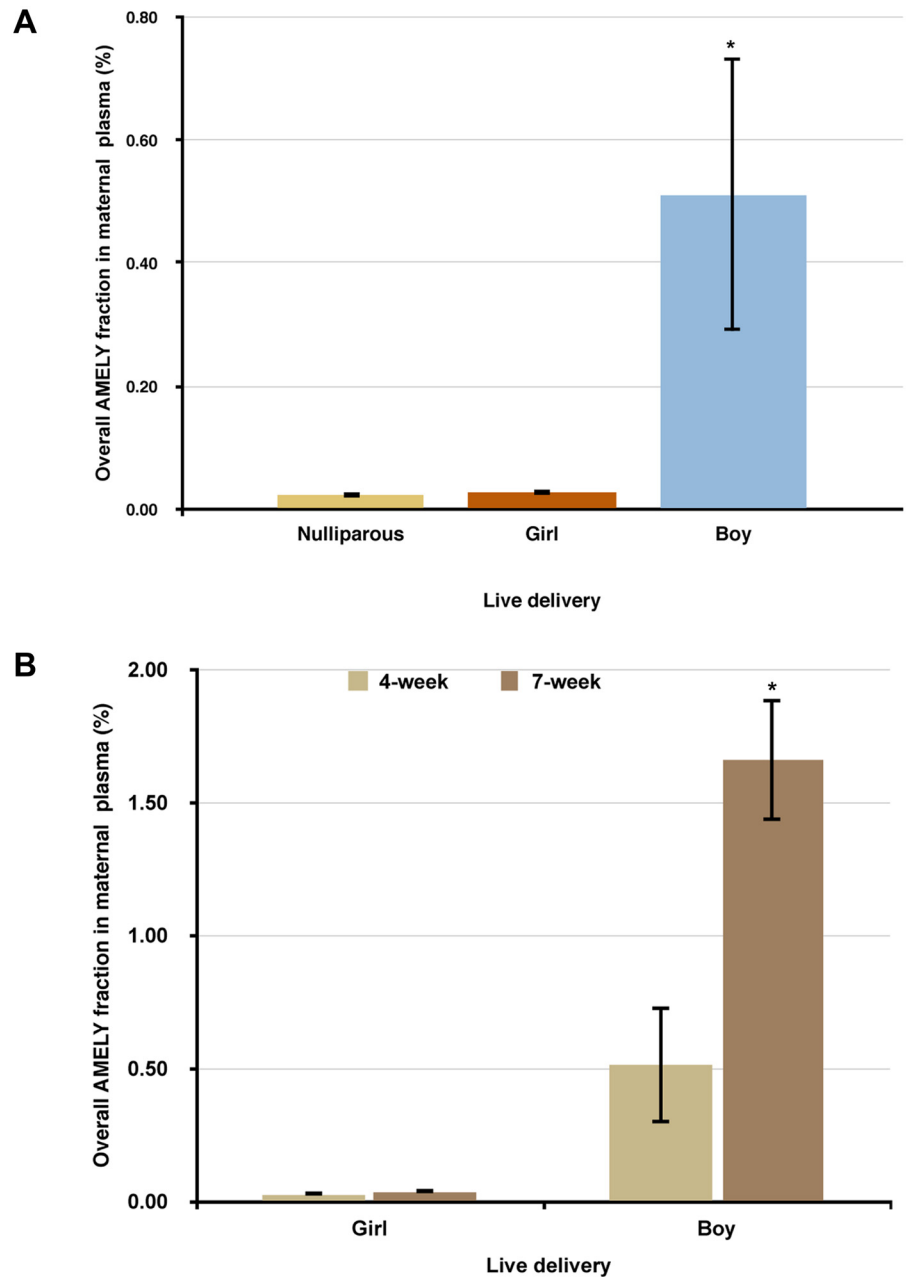 A
Overall AMELY fraction in maternal plasma (%)
0.80
*
0.60
0.40
0.20
0.00
Nulliparous Girl Boy
Live delivery
B
Overall AMELY fraction in maternal plasma (%)
2.00
4-week 7-week
*
1.50
1.00
0.50
0.00
Girl Boy
Live delivery